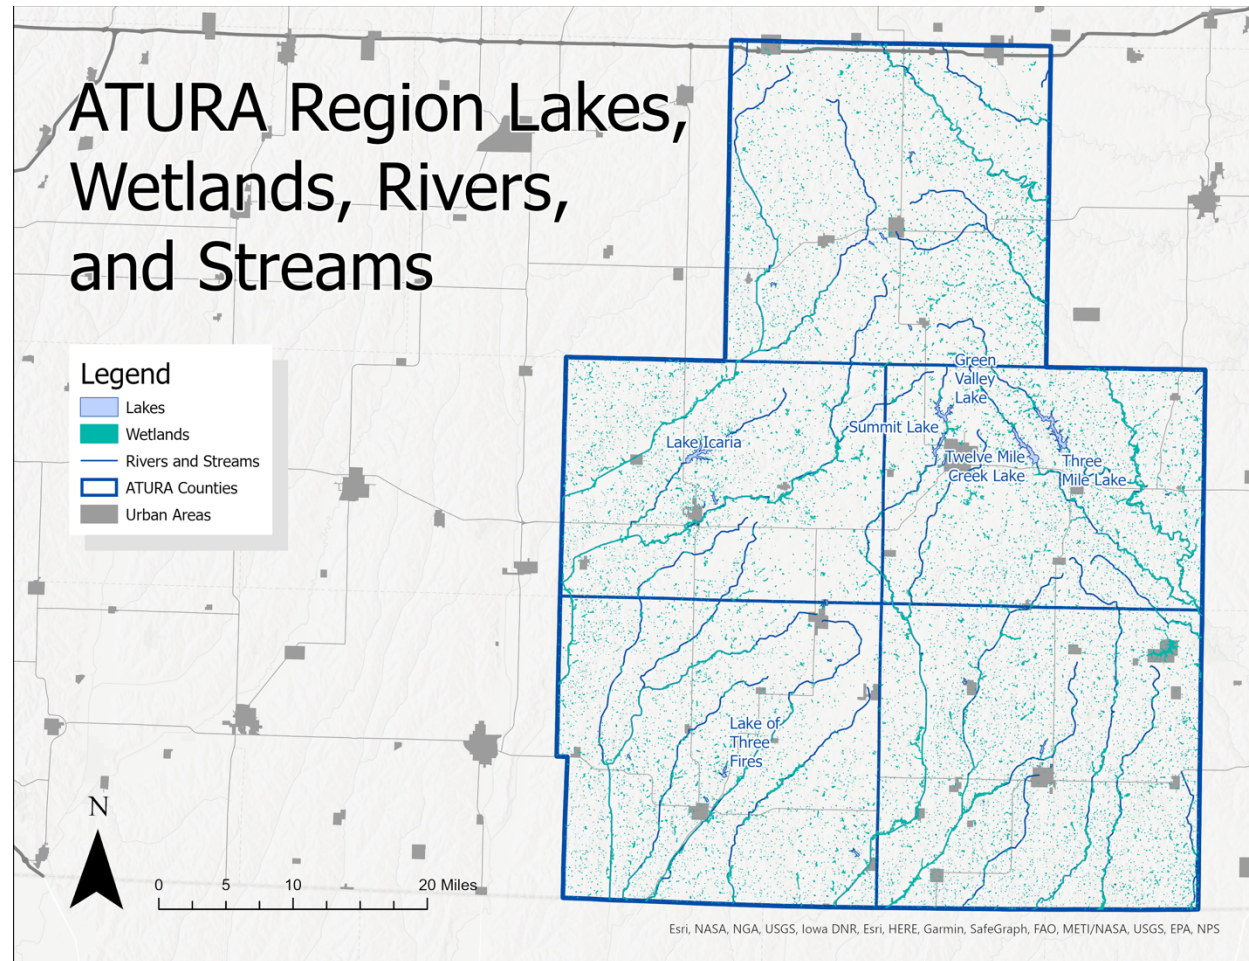 ATURA Region Lakes,
Wetlands, Rivers,
and Streams
Legend
Lakes
Wetlands
Rivers and Streams
ATURA Counties
Urban Areas
Green
Valley
Lake
Summit Lake
Lake Icaria
Twelve Mile
Creek Lake
Three
Mile Lake
Lake of
Three
Fires
N
0 5 10 20 Miles
Esri, NASA, NGA, USGS, Iowa DNR, Esri, HERE, Garmin, SafeGraph, FAO, METI/NASA, USGS, EPA, NPS